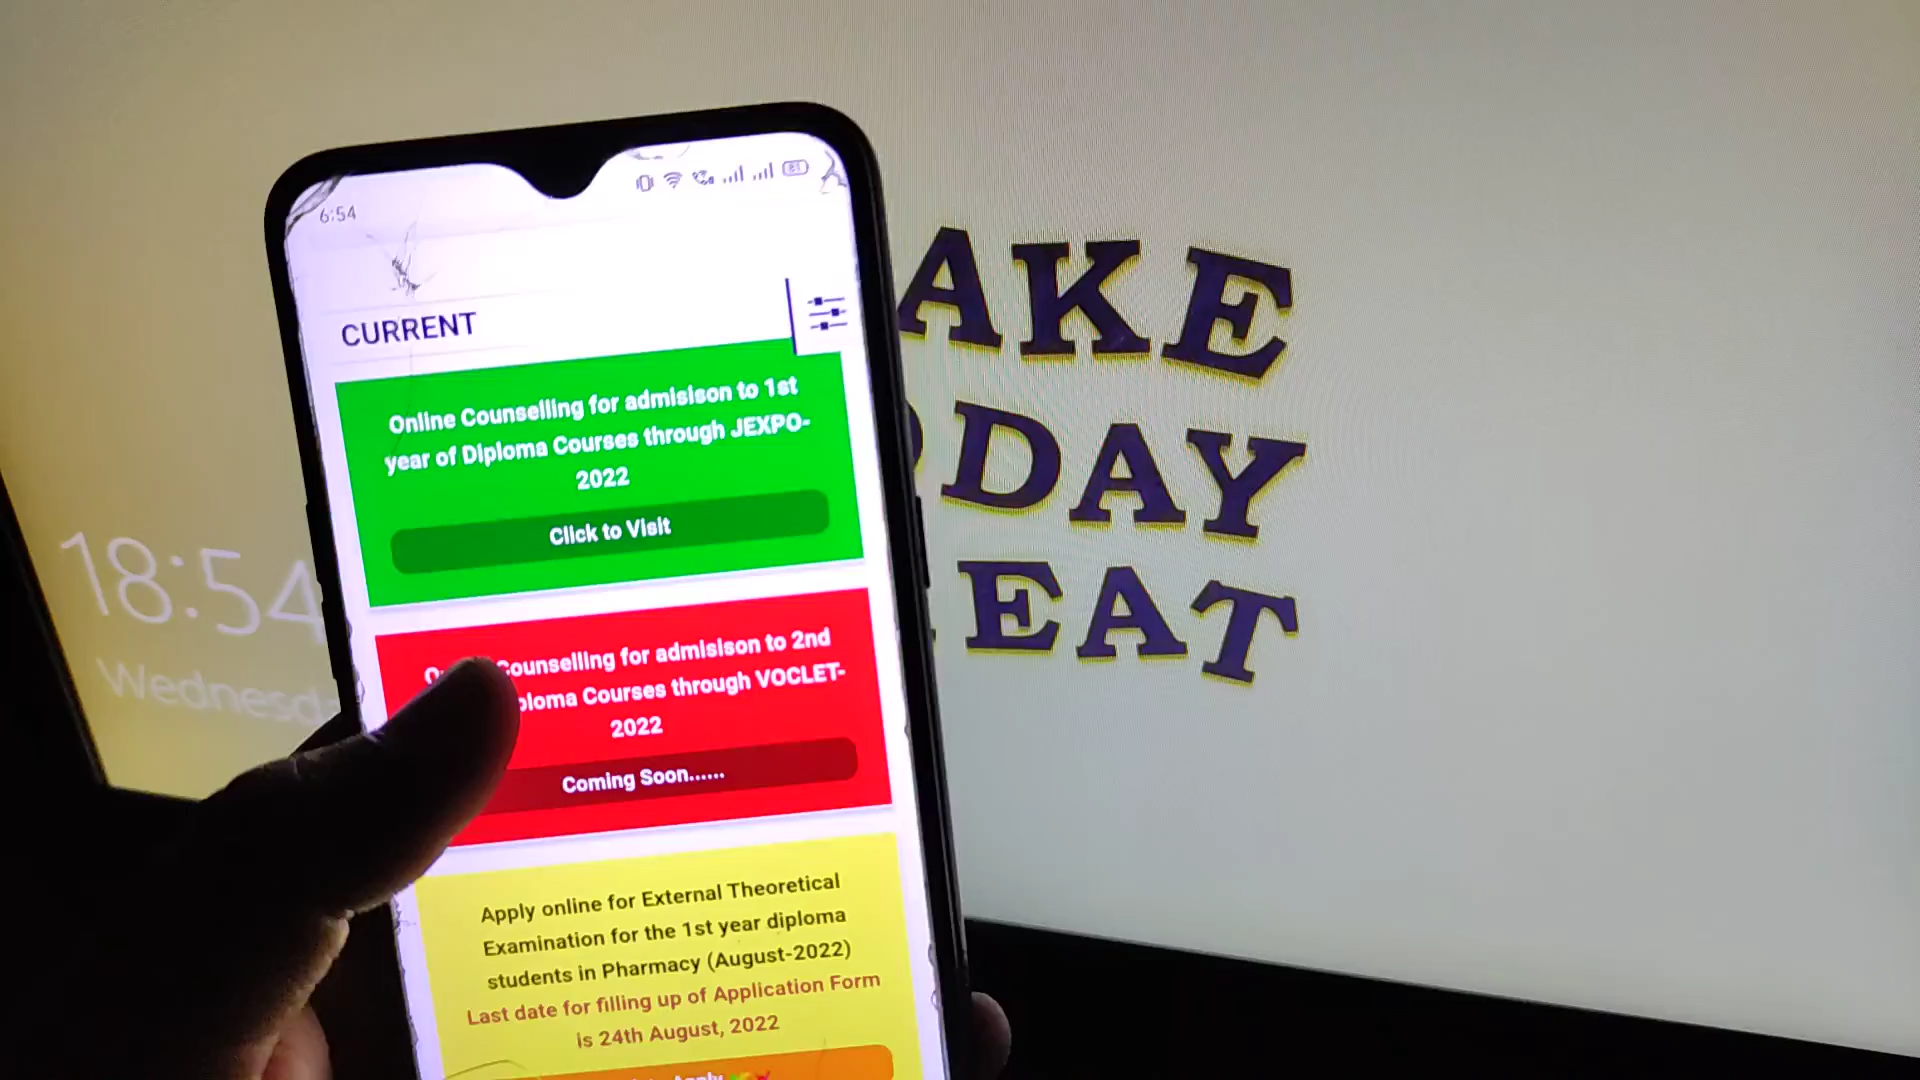 6:54
CURRENT
Online Counselling for admisison to 1st
year of Diploma Courses through JEXPO-
2022
Click to Visit
Counselling for admisison to 2nd
Diploma Courses through VOCLET-
2022
Coming Soon......
Apply online for External Theoretical
Examination for the 1st year diploma
students in Pharmacy (August-2022)
Last date for filling up of Application Form
is 24th August, 2022
Apply
18:54
AKE
DAY
EAT